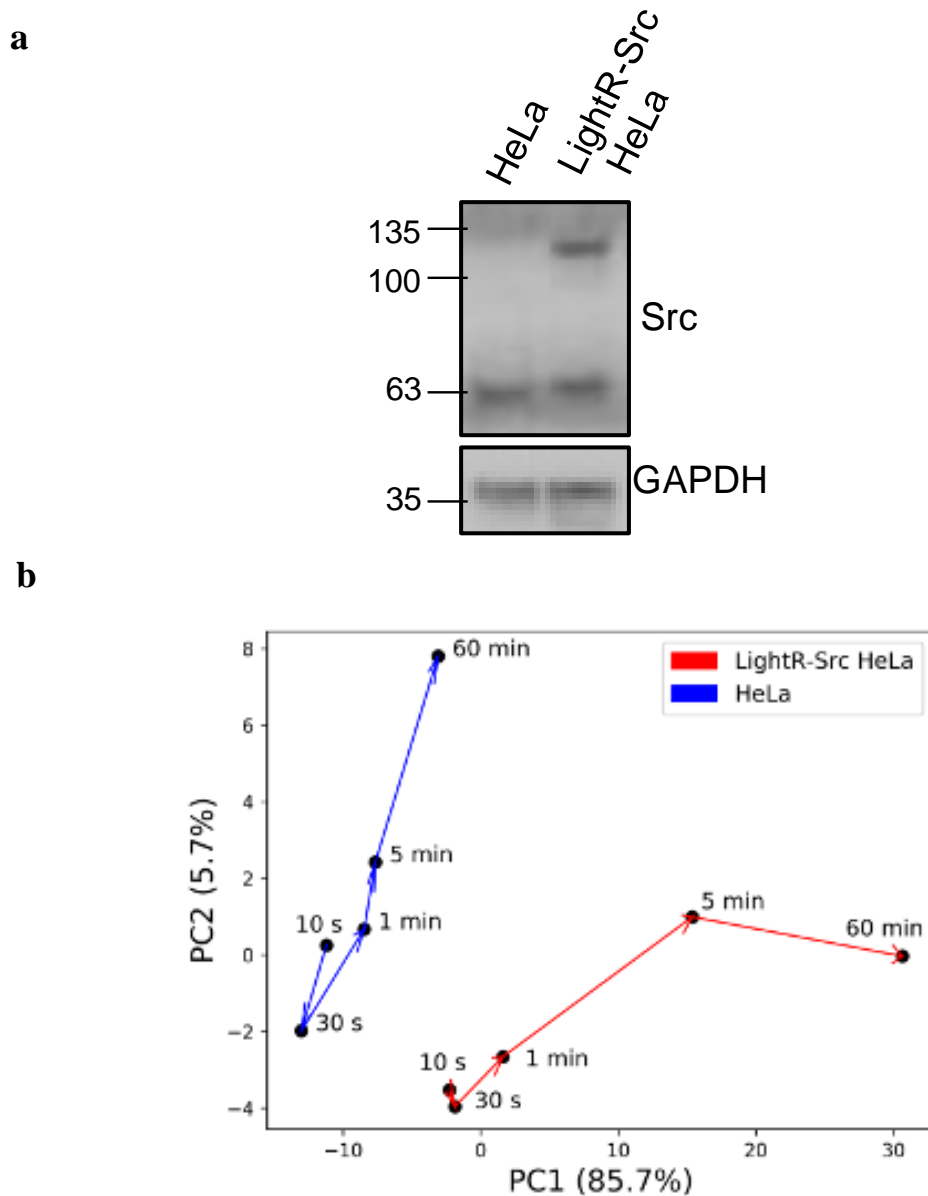 a
HeLa
LightR-Src
HeLa
135
100
Src
63
GAPDH
35
b
8
60 min
LightR-Src HeLa
HeLa
6
4
5 min
2
5 min
10 s
1 min
60 min
0
PC2 (5.7%)
30 s
−2
1 min
10 s
30 s
−4
−10
0
10
20
30
PC1 (85.7%)